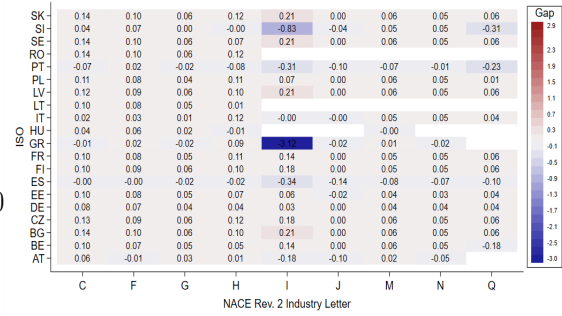 Gap
SK 0.14 0.10 0.06 0.12 0.21 0.00 0.06 0.05 0.06
SI 0.04 0.07 0.00 -0.00 -0.83 -0.04 0.05 0.05 -0.31
SE 0.14 0.10 0.06 0.07 0.21 0.00 0.06 0.05 0.06
RO 0.14 0.10 0.06 0.12
PT -0.07 0.02 -0.02 -0.08 -0.31 -0.10 -0.07 -0.01 -0.23
PL 0.11 0.08 0.04 0.11 0.07 0.00 0.06 0.05 0.01
LV 0.12 0.09 0.06 0.10 0.21 0.00 0.06 0.05 0.06
LT 0.10 0.08 0.05 0.01
IT 0.02 0.03 0.01 0.12 -0.00 -0.00 0.05 0.05 0.04
HU 0.04 0.06 0.02 -0.01 -0.00
GR -0.01 0.02 -0.02 0.09 -3.12 -0.02 0.01 -0.02
FR 0.10 0.08 0.05 0.11 0.14 0.00 0.05 0.05 0.06
FI 0.10 0.09 0.06 0.10 0.18 0.00 0.05 0.05 0.06
ES -0.00 -0.00 -0.02 -0.02 -0.34 -0.14 -0.08 -0.07 -0.10
EE 0.10 0.08 0.05 0.07 0.06 -0.02 0.04 0.03 0.04
DE 0.08 0.07 0.04 0.04 0.03 0.00 0.04 0.04 0.04
CZ 0.13 0.09 0.06 0.12 0.18 0.00 0.06 0.05 0.06
BG 0.14 0.10 0.06 0.10 0.21 0.00 0.06 0.05 0.06
BE 0.10 0.07 0.05 0.05 0.14 0.00 0.06 0.05 -0.18
AT 0.06 -0.01 0.03 0.01 -0.18 -0.10 0.02 -0.05
ISO
C F G H I J M N Q
NACE Rev. 2 Industry Letter
2.9
2.3
1.9
1.5
1.1
0.7
0.3
-0.1
-0.5
-0.9
-1.3
-1.7
-2.1
-2.5
-3.0
)